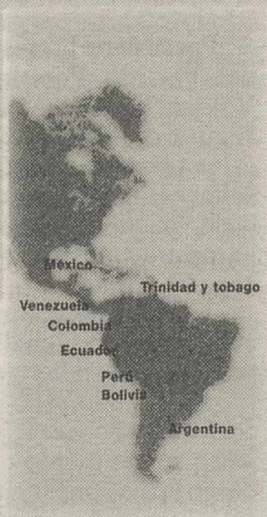 México
Trinidad y tobago
Venezuela
Colombia
Ecuador
Perú
Bolivia
Argentina